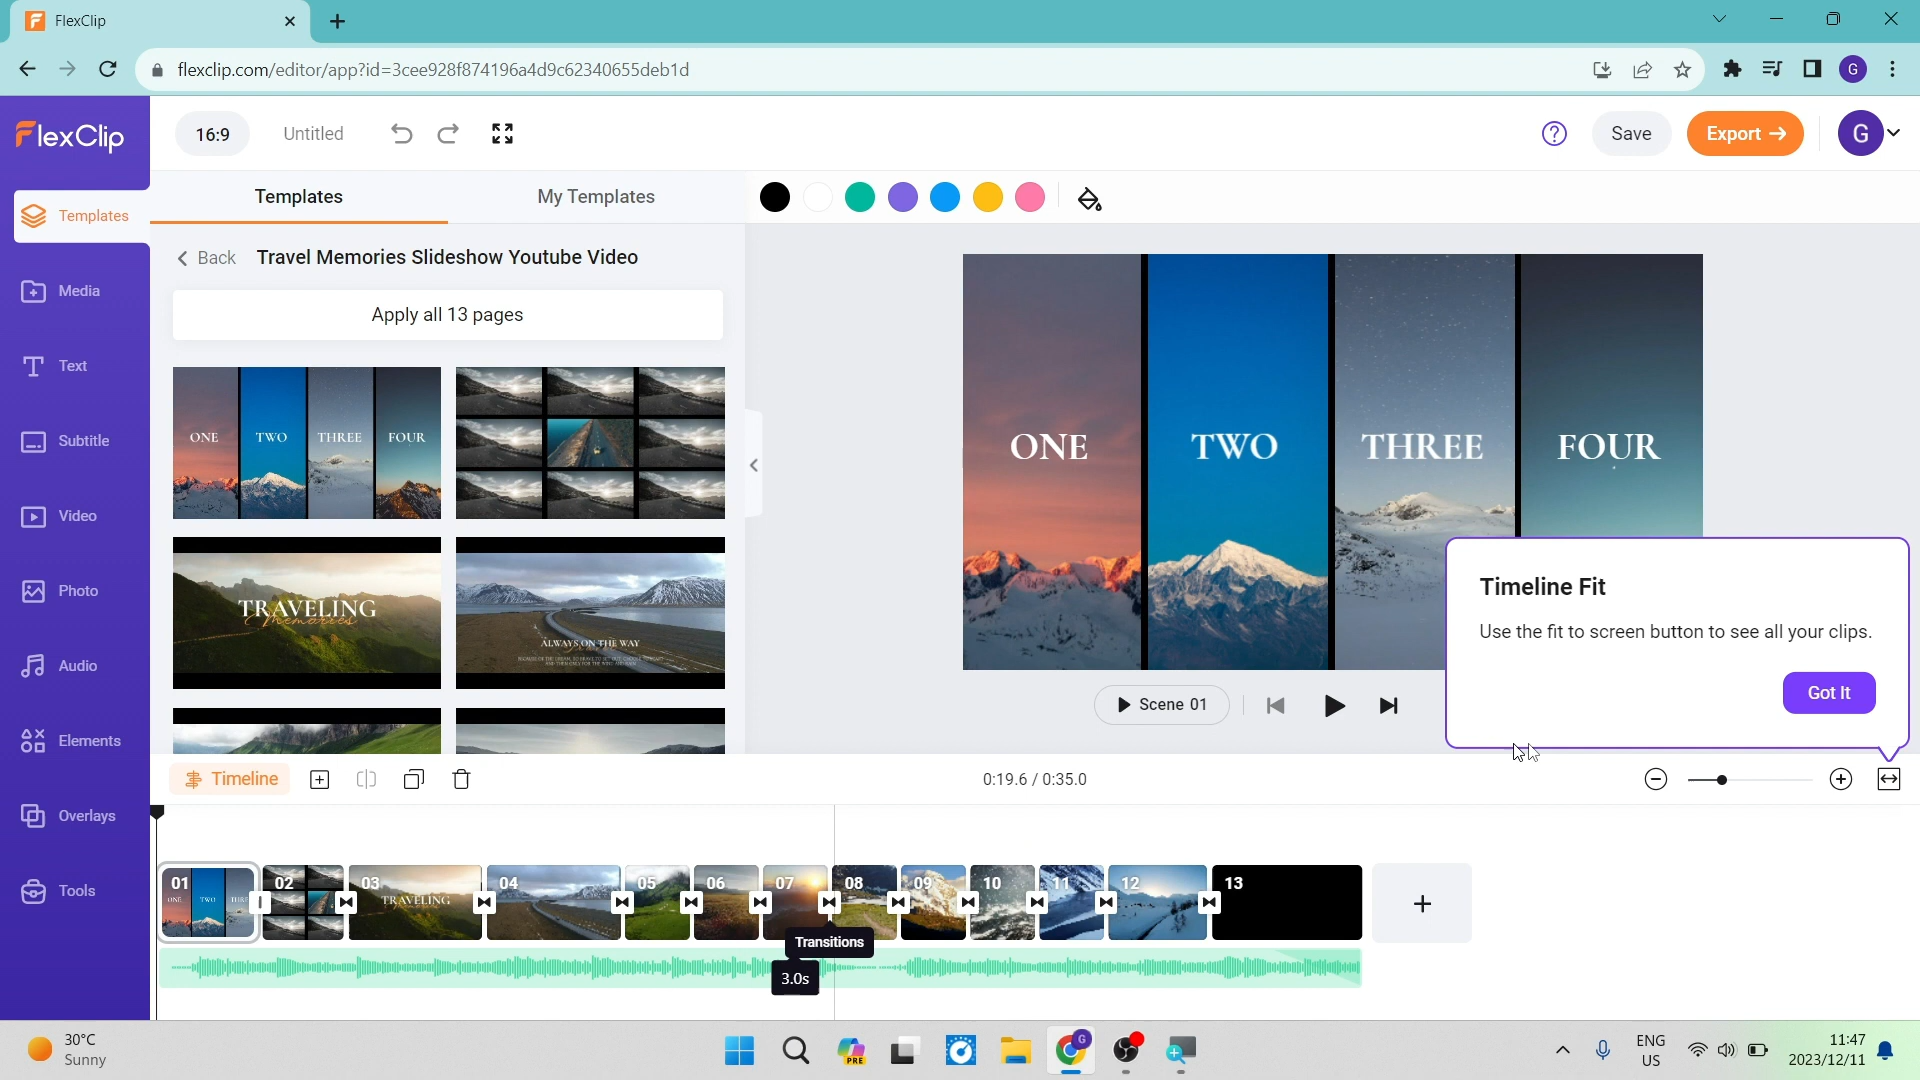 FlexClip
flexclip.com/editor/app?id=3cee928f874196a4d9c62340655deb1d
G
FlexClip
16:9
Untitled
Save
Export
G
Templates
Media
Text
Subtitle
Video
Photo
Audio
Elements
Overlays
Tools
Templates
My Templates
Back
Travel Memories Slideshow Youtube Video
Apply all 13 pages
ONE TWO THREE FOUR
TRAVELING
Memories
ALWAYS ON THE WAY
ONE TWO THREE FOUR
Timeline Fit
Use the fit to screen button to see all your clips.
Got It
Scene 01
Timeline
0:19.6 / 0:35.0
01 02 03 04 05 06 07 08 09 10 11 12 13
ONE TWO THRE
TRAVELING
Transitions
3.0s
30°C
Sunny
PRE
G
ENG
US
11:47
2023/12/11